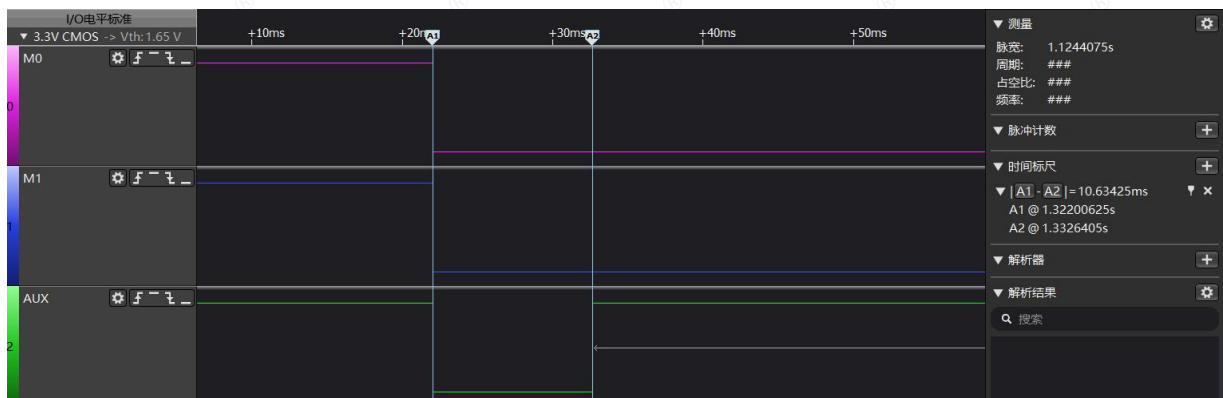 I/O电平标准
▼ 3.3V CMOS -> Vth:1.65 V
+10ms
+20m
A1
+30ms
A2
+40ms
+50ms
M0
0
M1
1
AUX
2
▼ 测量
脉宽: 1.1244075s
周期: ###
占空比: ###
频率: ###
▼ 脉冲计数
▼ 时间标尺
▼ | A1 - A2 |= 10.63425ms
A1 @ 1.32200625s
A2 @ 1.3326405s
▼ 解析器
▼ 解析结果
搜索